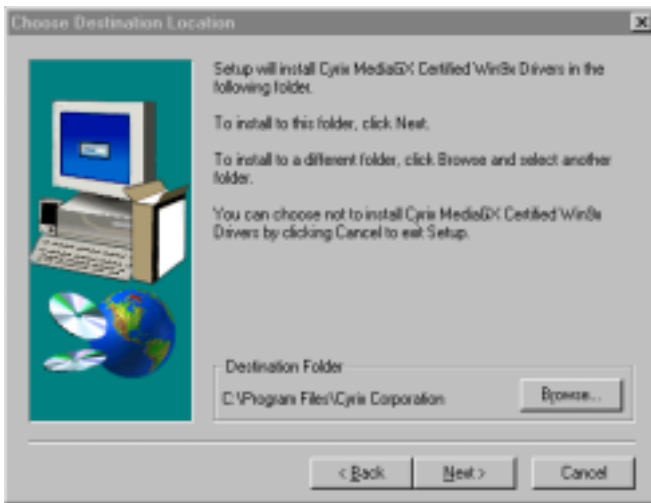 Choose Destination Location
Setup will install Cyrix MediaGX Certified Win9x Drivers in the
following folder.
To install to this folder, click Next.
To install to a different folder, click Browse and select another
folder.
You can choose not to install Cyrix MediaGX Certified Win9x
Drivers by clicking Cancel to exit Setup.
Destination Folder
C:\Program Files\Cyrix Corporation
Browse...
< Back
Next >
Cancel